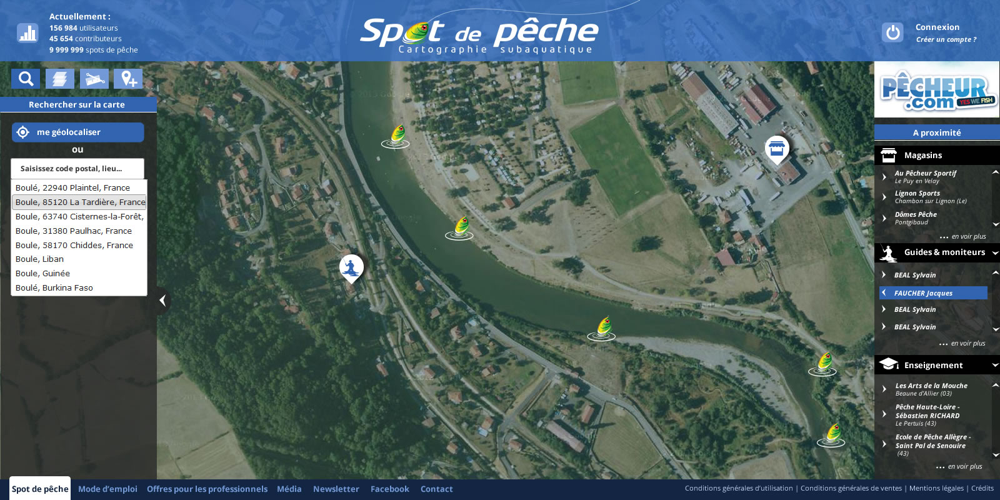 Actuellement :
156 984 utilisateurs
45 654 contributeurs
9 999 999 spots de pêche
Spot de pêche
Cartographie subaquatique
Connexion
Créer un compte ?
Rechercher sur la carte
me géolocaliser
ou
Saisissez code postal, lieu...
Boulé, 22940 Plaintel, France
Boule, 85120 La Tardière, France
Boule, 63740 Cisternes-la-Forêt,
Boule, 31380 Paulhac, France
Boule, 58170 Chiddes, France
Boule, Liban
Boule, Guinée
Boulé, Burkina Faso
PÊCHEUR
.com YES WE FISH
A proximité
Magasins
Au Pêcheur Sportif
Le Puy en Velay
Lignon Sports
Chambon sur Lignon (Le)
Dômes Pêche
Pontgibaud
... en voir plus
Guides & moniteurs
BEAL Sylvain
FAUCHER Jacques
BEAL Sylvain
BEAL Sylvain
... en voir plus
Enseignement
Les Arts de la Mouche
Beaune d'Allier (03)
Pêche Haute-Loire -
Sébastien RICHARD
Le Pertuis (43)
Ecole de Pêche Allègre -
Saint Pal de Senouire
(43)
... en voir plus
Spot de pêche Mode d'emploi Offres pour les professionnels Média Newsletter Facebook Contact
Conditions générales d'utilisation | Conditions générales de ventes | Mentions légales | Crédits